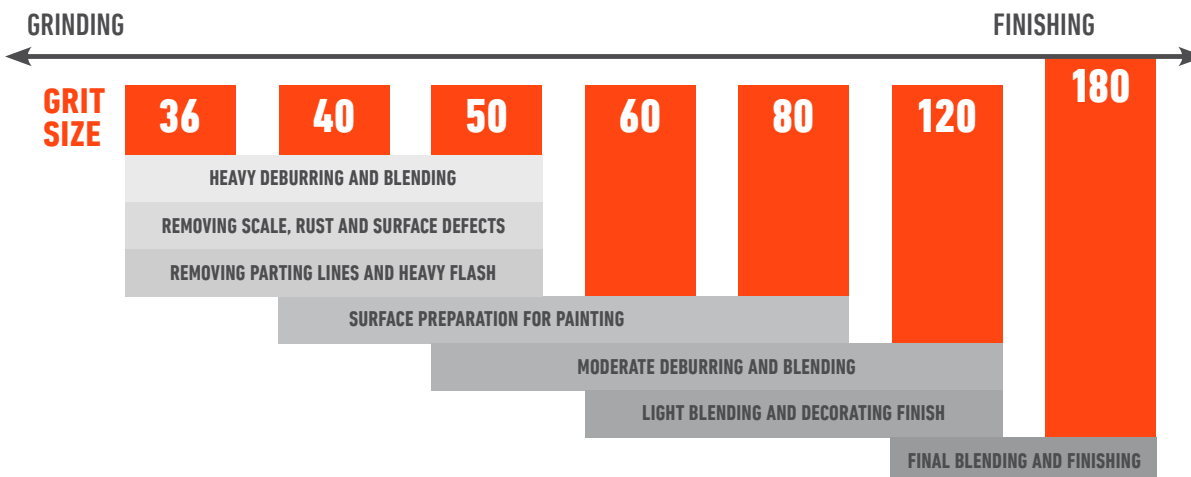 GRINDING
FINISHING
GRIT
SIZE
36
40
50
60
80
120
180
HEAVY DEBURRING AND BLENDING
REMOVING SCALE, RUST AND SURFACE DEFECTS
REMOVING PARTING LINES AND HEAVY FLASH
SURFACE PREPARATION FOR PAINTING
MODERATE DEBURRING AND BLENDING
LIGHT BLENDING AND DECORATING FINISH
FINAL BLENDING AND FINISHING